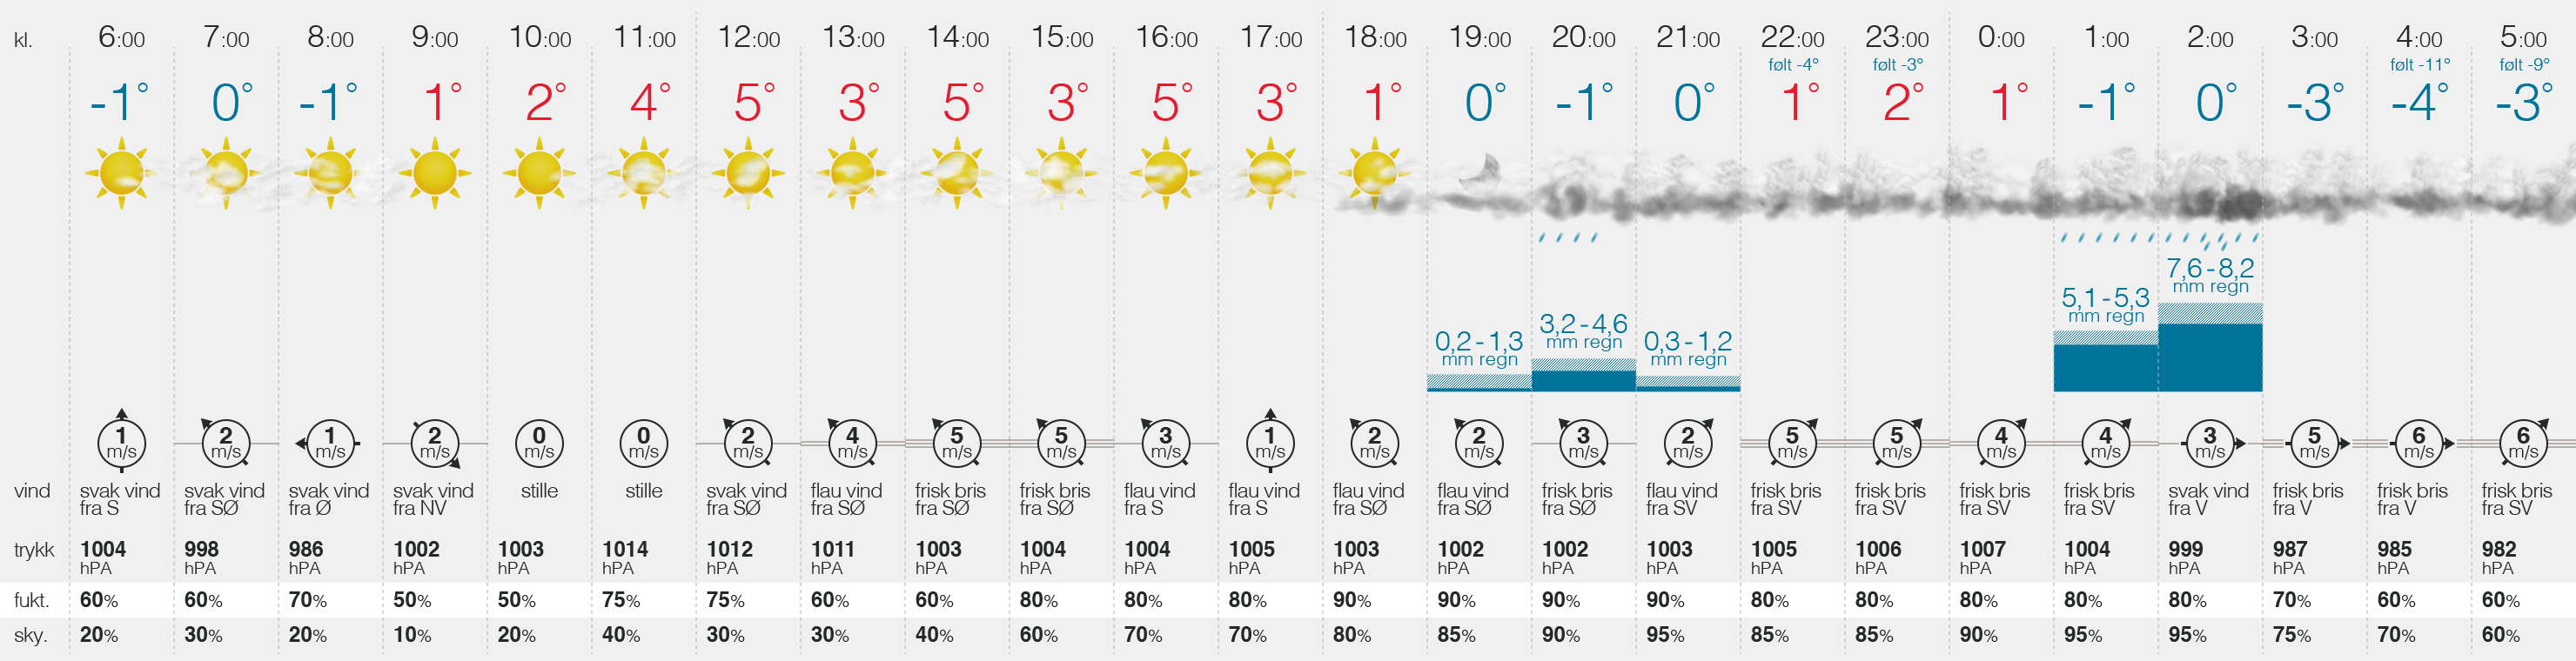 kl. 6:00 7:00 8:00 9:00 10:00 11:00 12:00 13:00 14:00 15:00 16:00 17:00 18:00 19:00 20:00 21:00 22:00 23:00 0:00 1:00 2:00 3:00 4:00 5:00
følt -4° følt -3° følt -11° følt -9°
-1° 0° -1° 1° 2° 4° 5° 3° 5° 3° 5° 3° 1° 0° -1° 0° 1° 2° 1° -1° 0° -3° -4° -3°
7,6 - 8,2
mm regn
5,1 - 5,3
mm regn
3,2 - 4,6
mm regn
0,2 - 1,3 0,3 - 1,2
mm regn mm regn
1 2 1 2 0 0 2 4 5 5 3 1 2 2 3 2 5 5 4 4 3 5 6 6
m/s m/s m/s m/s m/s m/s m/s m/s m/s m/s m/s m/s m/s m/s m/s m/s m/s m/s m/s m/s m/s m/s m/s m/s
vind svak vind svak vind svak vind svak vind stille stille svak vind flau vind frisk bris frisk bris flau vind flau vind flau vind flau vind frisk bris flau vind frisk bris frisk bris frisk bris frisk bris svak vind frisk bris frisk bris frisk bris
fra S fra SØ fra Ø fra NV fra SØ fra SØ fra SØ fra SØ fra S fra S fra SØ fra SØ fra SØ fra SV fra SV fra SV fra SV fra SV fra V fra V fra V fra SV
trykk 1004 998 986 1002 1003 1014 1012 1011 1003 1004 1004 1005 1003 1002 1002 1003 1005 1006 1007 1004 999 987 985 982
hPA hPA hPA hPA hPA hPA hPA hPA hPA hPA hPA hPA hPA hPA hPA hPA hPA hPA hPA hPA hPA hPA hPA hPA
fukt. 60% 60% 70% 50% 50% 75% 75% 60% 60% 80% 80% 80% 90% 90% 90% 90% 80% 80% 80% 80% 80% 70% 60% 60%
sky. 20% 30% 20% 10% 20% 40% 30% 30% 40% 60% 70% 70% 80% 85% 90% 95% 85% 85% 90% 95% 95% 75% 70% 60%